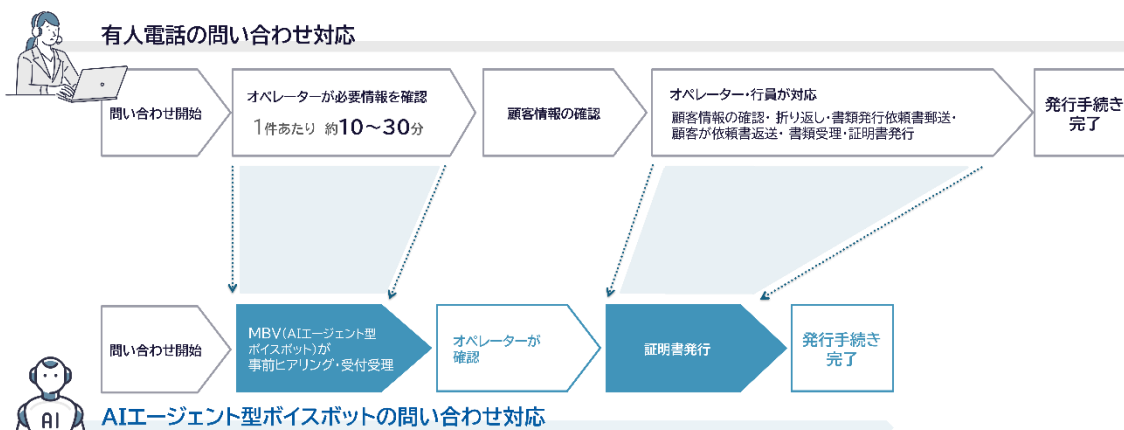 有人電話の問い合わせ対応
問い合わせ開始
オペレーターが必要情報を確認
1件あたり 約10～30分
顧客情報の確認
オペレーター・行員が対応
顧客情報の確認・折り返し・書類発行依頼書郵送・
顧客が依頼書返送・書類受理・証明書発行
発行手続き
完了
問い合わせ開始
MBV(AIエージェント型
ボイスボット)が
事前ヒアリング・受付受理
オペレーターが
確認
証明書発行
発行手続き
完了
AI
AIエージェント型ボイスボットの問い合わせ対応